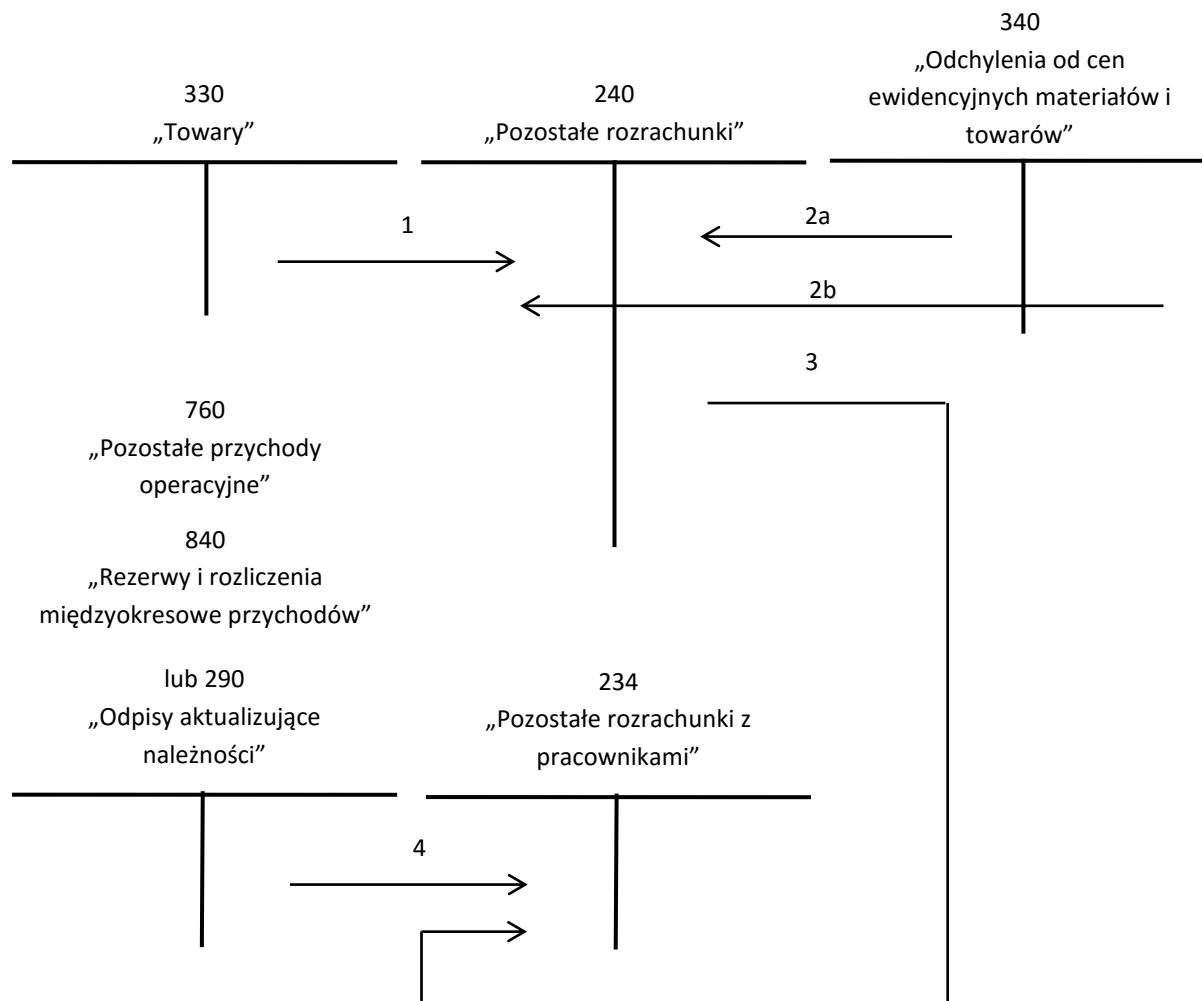 340
„Odchylenia od cen
ewidencyjnych materiałów i
towarów”
330
„Towary”
240
„Pozostałe rozrachunki”
1
2a
2b
3
760
„Pozostałe przychody
operacyjne”
840
„Rezerwy i rozliczenia
międzyokresowe przychodów”
lub 290
„Odpisy aktualizujące
należności”
234
„Pozostałe rozrachunki z
pracownikami”
4